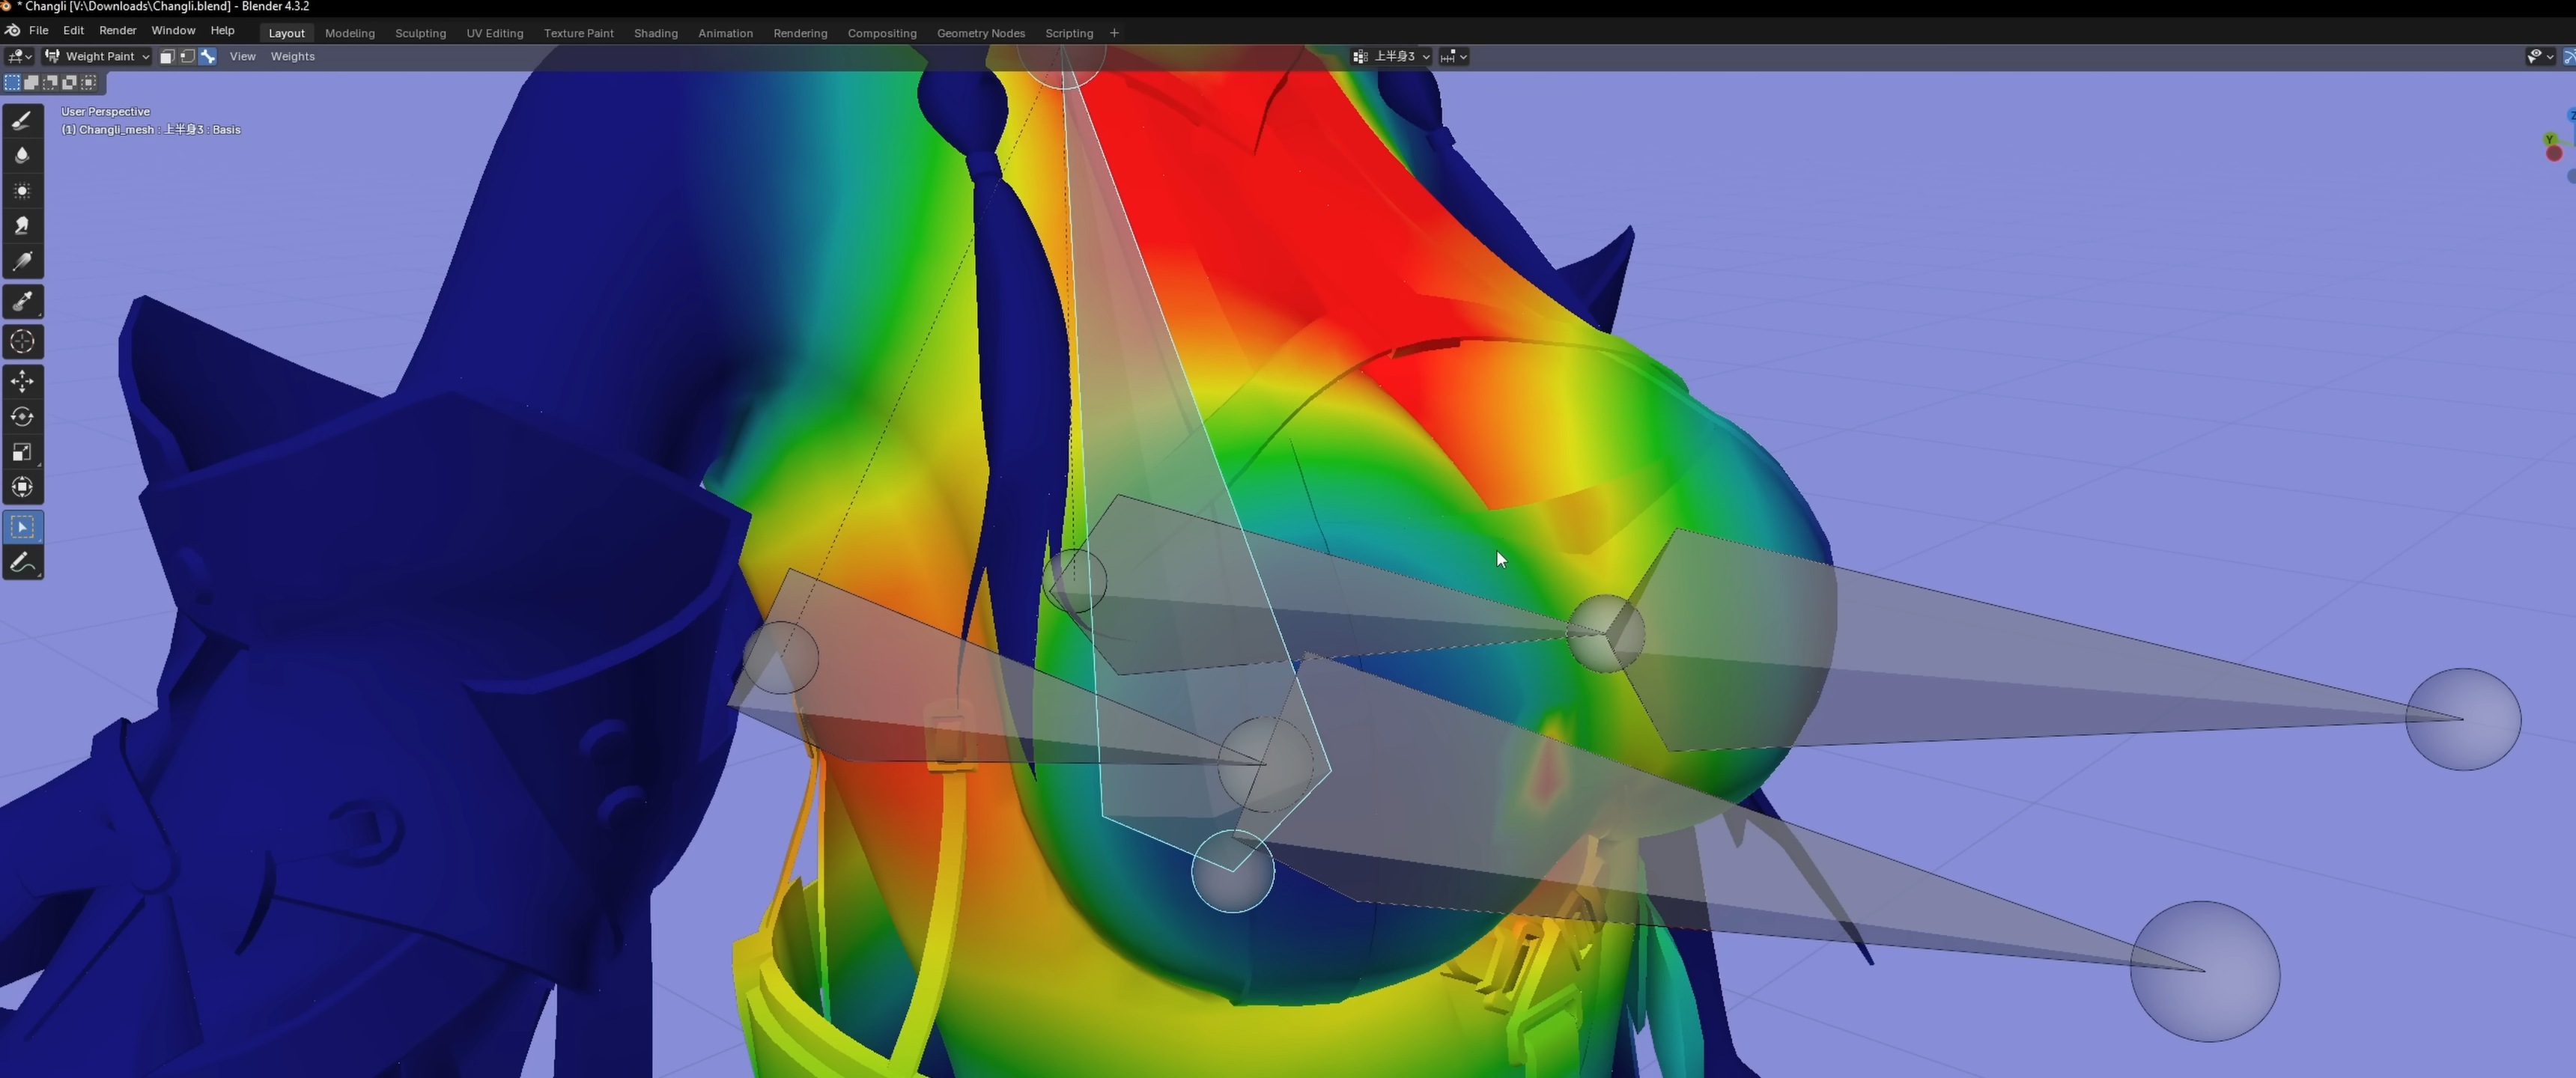 * Changli [V:\Downloads\Changli.blend] - Blender 4.3.2
File Edit Render Window Help Layout Modeling Sculpting UV Editing Texture Paint Shading Animation Rendering Compositing Geometry Nodes Scripting +
Weight Paint View Weights 上半身3
User Perspective
(1) Changli_mesh : 上半身3 : Basis
Z
Y